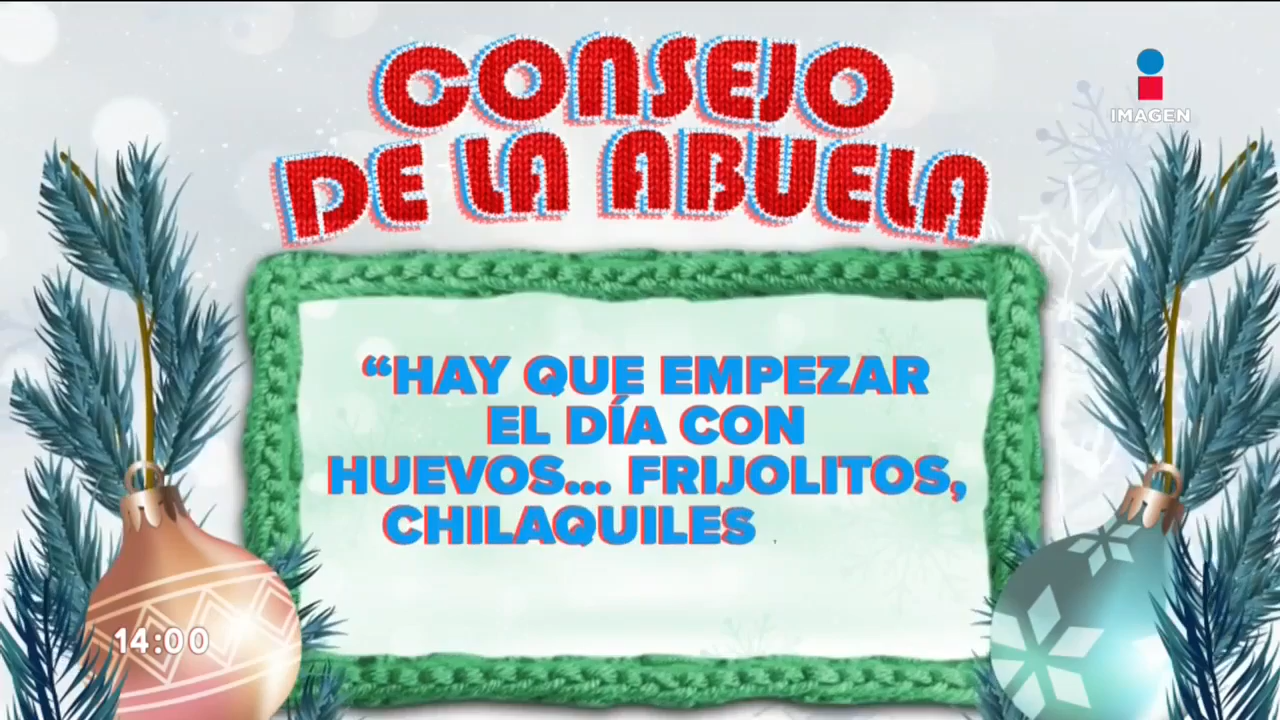 CONSEJO
DE LA ABUELA
IMAGEN
“HAY QUE EMPEZAR
EL DÍA CON
HUEVOS... FRIJOLITOS,
CHILAQUILES
14:00